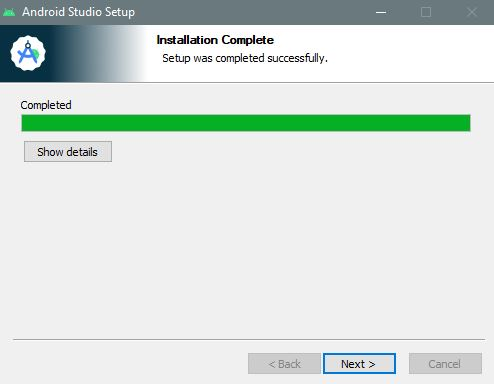 Android Studio Setup
Installation Complete
Setup was completed successfully.
Completed
Show details
< Back
Next >
Cancel